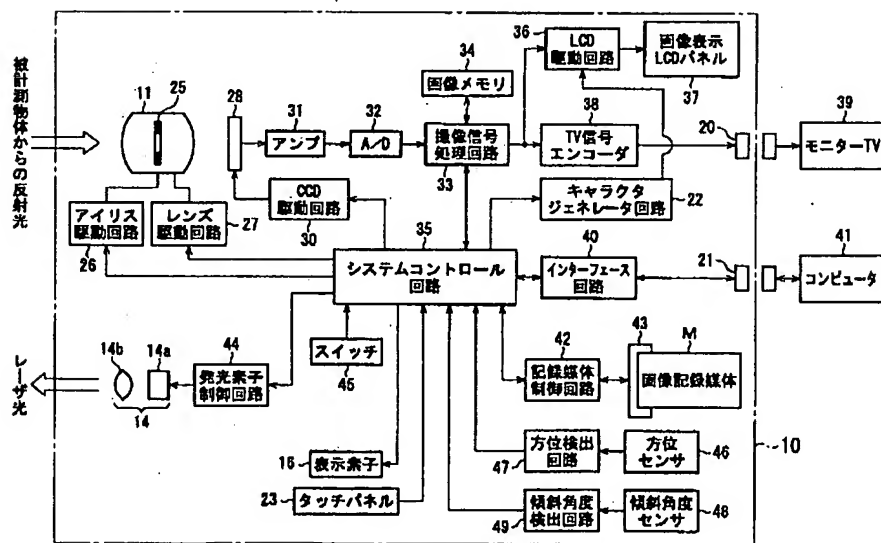 36
LCD
駆動回路
画像表示
LCDパネル
37
34
画像メモリ
被計測物体からの反射光
11
25
28
31
アンプ
32
A/D
撮像信号
処理回路
33
38
TV信号
エンコーダ
20
39
モニターTV
CCD
駆動回路
30
キャラクタ
ジェネレータ回路
22
アイリス
駆動回路
26
レンズ
駆動回路
27
35
システムコントロール
回路
40
インターフェース
回路
21
41
コンピュータ
レーザ光
14b
14a
14
44
発光素子
制御回路
スイッチ
45
42
記録媒体
制御回路
43
M
画像記録媒体
16
表示素子
47
方位検出
回路
方位
センサ
46
10
23
タッチパネル
49
傾斜角度
検出回路
傾斜角度
センサ
48